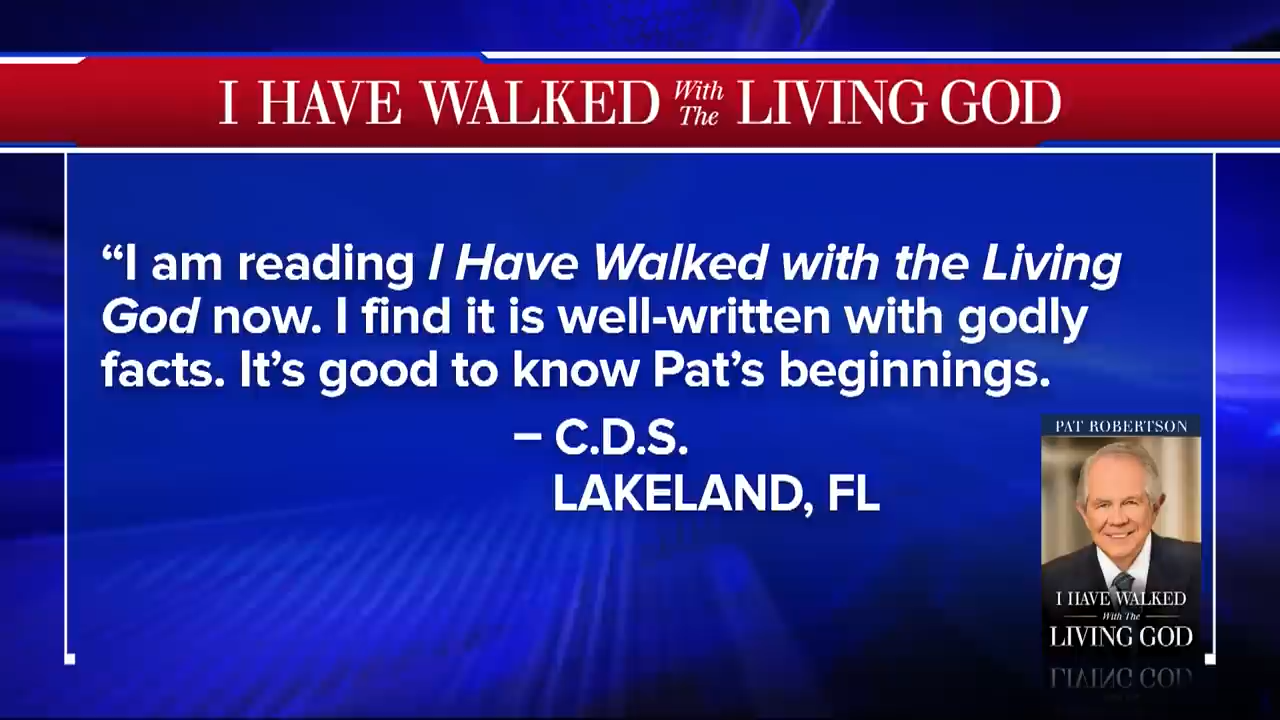 I HAVE WALKED With The LIVING GOD
“I am reading I Have Walked with the Living
God now. I find it is well-written with godly
facts. It’s good to know Pat’s beginnings.
– C.D.S.
LAKELAND, FL
PAT ROBERTSON
I HAVE WALKED
With The
LIVING GOD